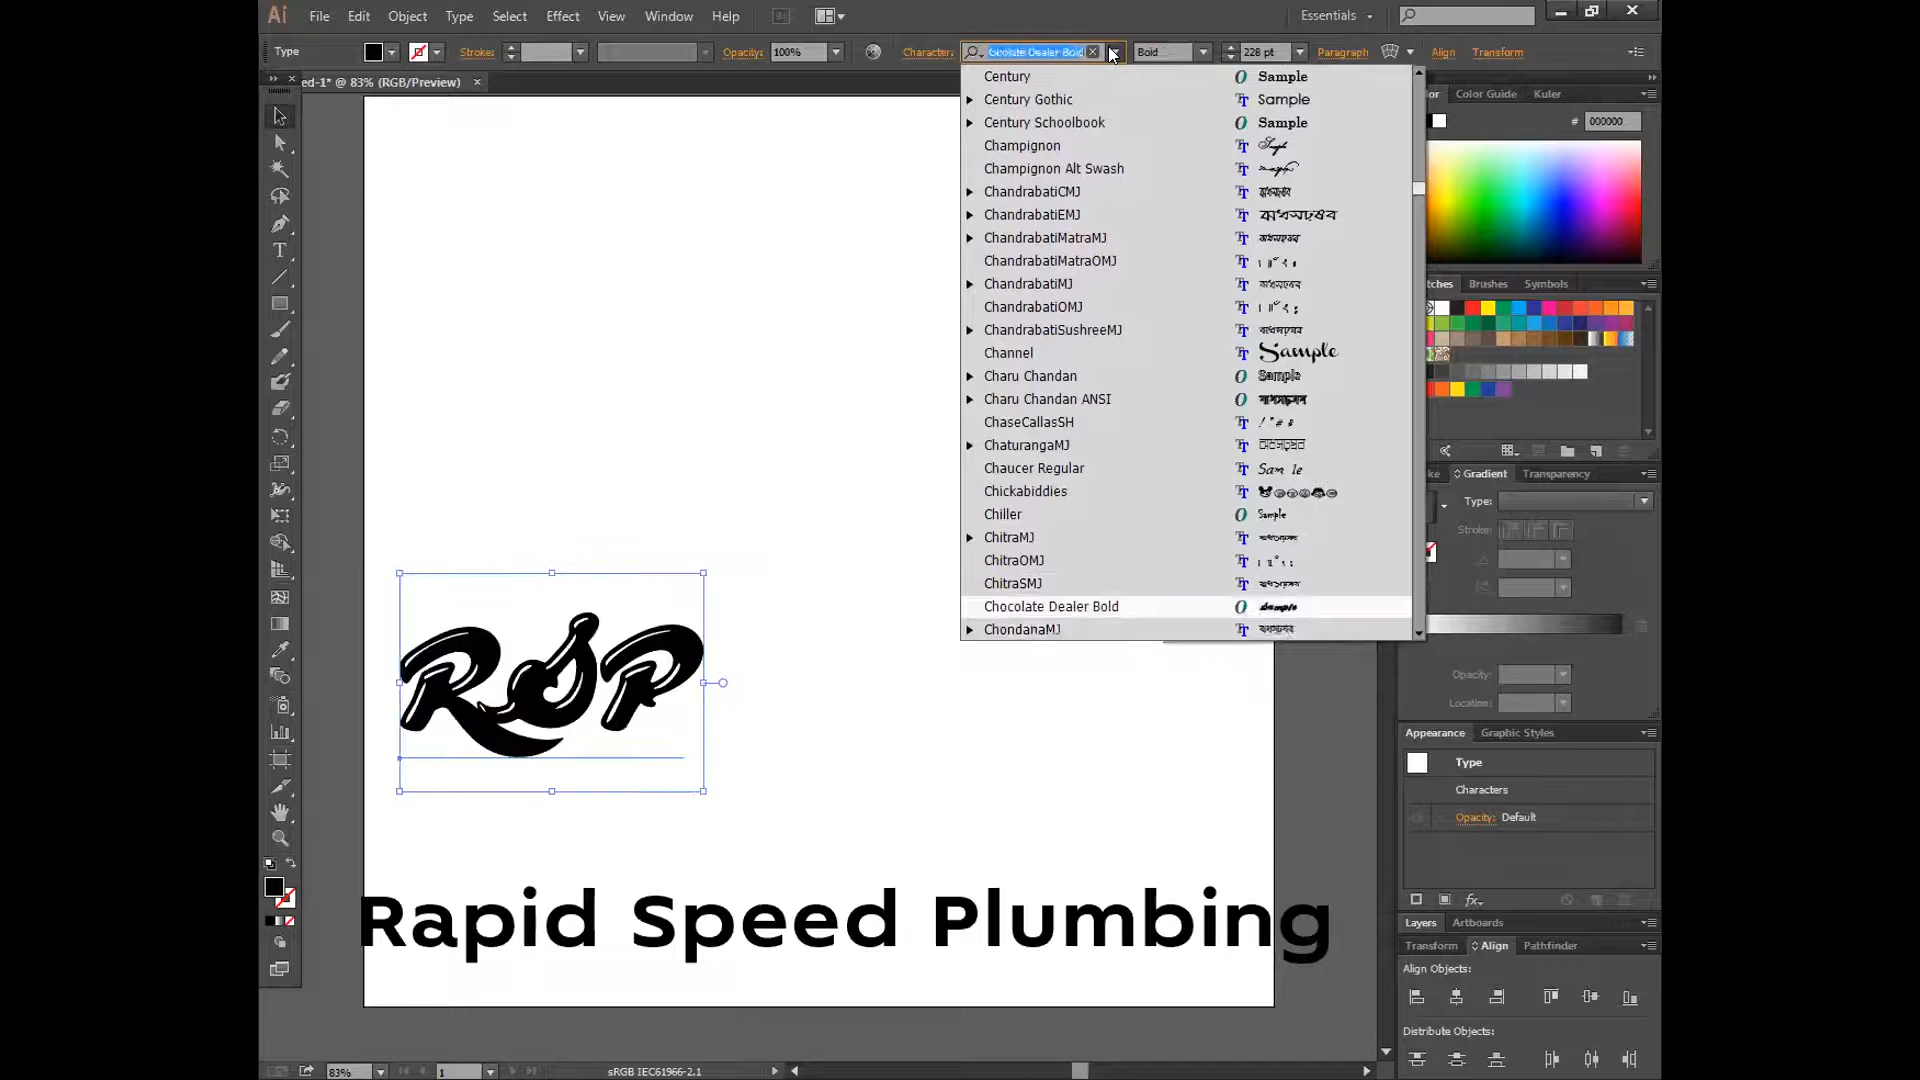 Ai File Edit Object Type Select Effect View Window Help Br Essentials
Type Stroke: Opacity: 100% Character: Bold 228 pt Paragraph Align Transform
ed-1* @ 83% (RGB/Preview)
Century Sample
Century Gothic Sample
Century Schoolbook Sample
Champignon
Champignon Alt Swash
ChandrabatiCMJ
ChandrabatiEMJ
ChandrabatiMatraMJ
ChandrabatiMatraOMJ
ChandrabatiMJ
ChandrabatiOMJ
ChandrabatiSushreeMJ
Channel Sample
Charu Chandan Sample
Charu Chandan ANSI
ChaseCallasSH
ChaturangaMJ
Chaucer Regular Sam le
Chickabiddies
Chiller Sample
ChitraMJ
ChitraOMJ
ChitraSMJ
Chocolate Dealer Bold Sample
ChondanaMJ
Color Guide Kuler
# 000000
Brushes Symbols
Gradient Transparency
Type:
Stroke:
Opacity:
Location:
Appearance Graphic Styles
Type
Characters
Opacity: Default
fx
Layers Artboards
Transform Align Pathfinder
Align Objects:
Distribute Objects:
RSP
Rapid Speed Plumbing
83% 1 sRGB IEC61966-2.1